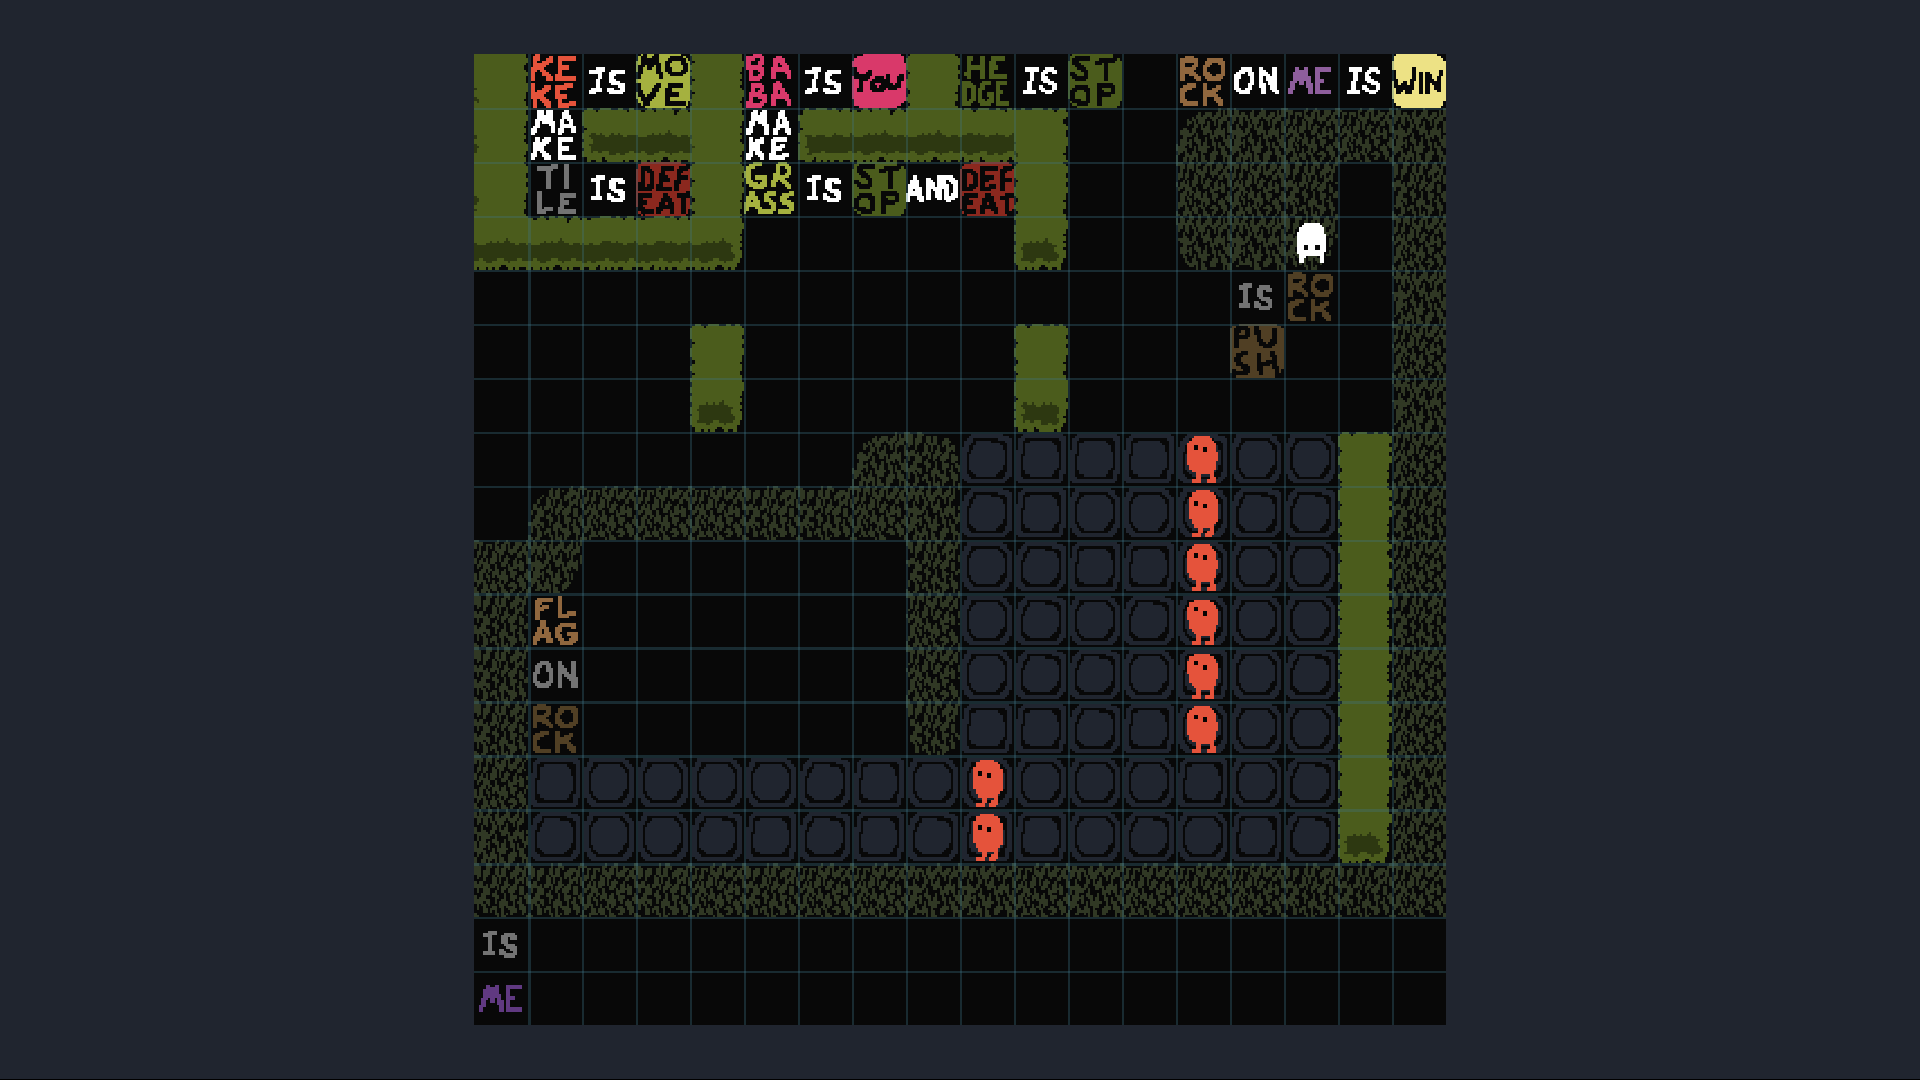 KEKE IS MOVE BABA IS YOU HEDGE IS STOP ROCK ON ME IS WIN
MAKE MAKE
TILE IS DEFEAT GRASS IS STOP AND DEFEAT
IS ROCK
PUSH
FLAG
ON
ROCK
IS
ME